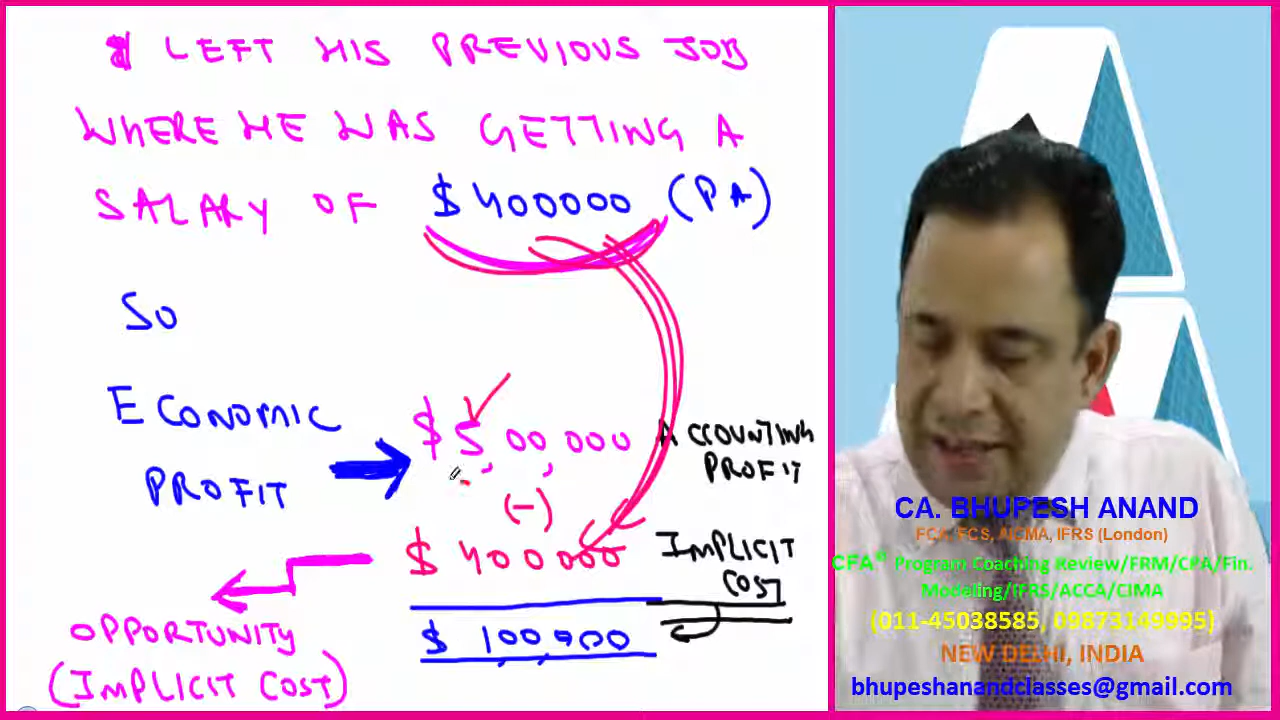 LEFT HIS PREVIOUS JOB
WHERE HE WAS GETTING A
SALARY OF $400000 (PA)
SO
ECONOMIC
PROFIT
$5,00,000
ACCOUNTING
PROFIT
(-)
$400000
IMPLICIT
COST
$100,000
OPPORTUNITY
(IMPLICIT COST)
CA. BHUPESH ANAND
FCA, FCS, AICMA, IFRS (London)
CFA® Program Coaching Review/FRM/CPA/Fin.
Modeling/IFRS/ACCA/CIMA
(011-45038585, 09873149995)
NEW DELHI, INDIA
bhupeshanandclasses@gmail.com